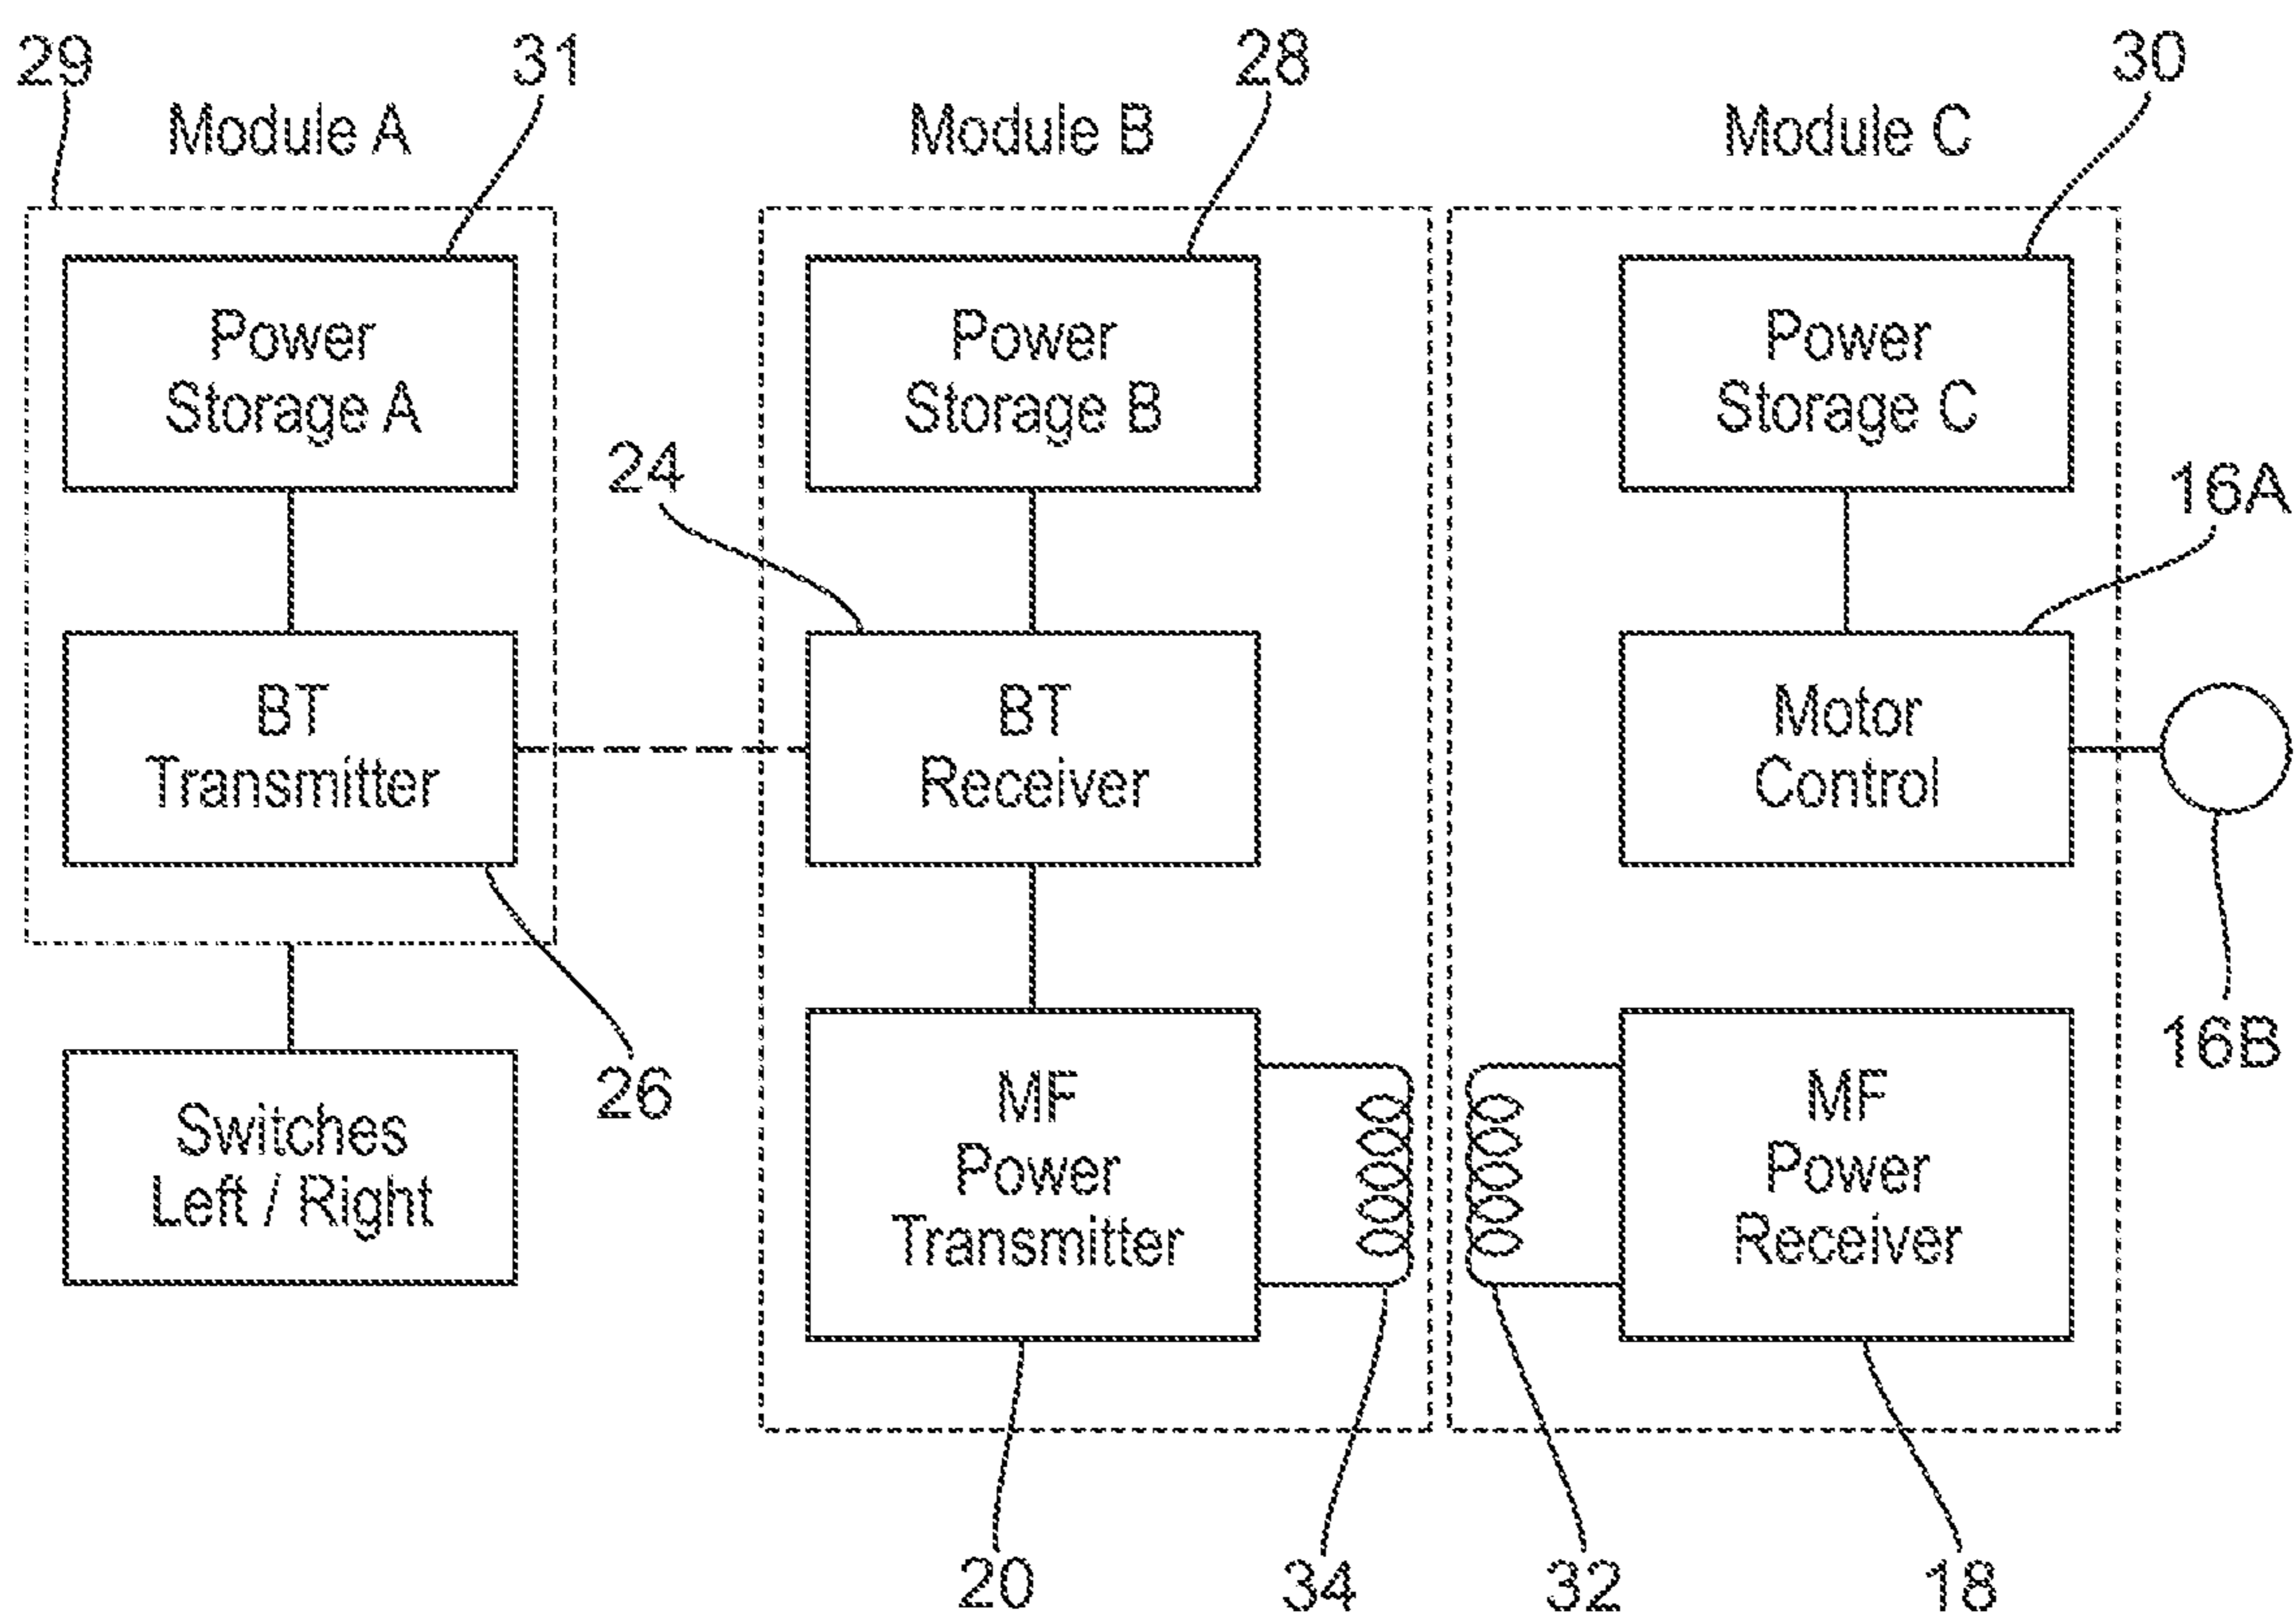 29
31
28
30
Module A
Module B
Module C
Power
Storage A
Power
Storage B
Power
Storage C
24
16A
BT
Transmitter
BT
Receiver
Motor
Control
16B
26
Switches
Left / Right
MF
Power
Transmitter
MF
Power
Receiver
20
34
32
18